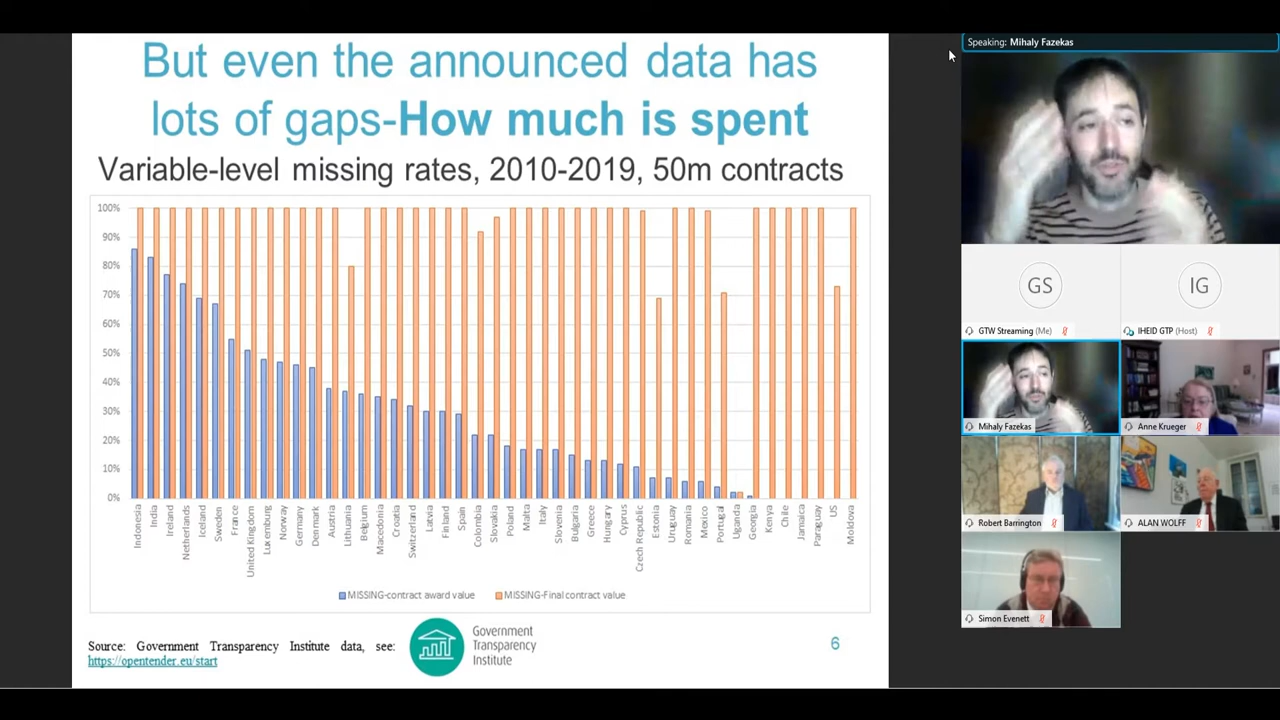 But even the announced data has
lots of gaps-How much is spent
Variable-level missing rates, 2010-2019, 50m contracts
100%
90%
80%
70%
60%
50%
40%
30%
20%
10%
0%
Indonesia
India
Ireland
Netherlands
Iceland
Sweden
France
United Kingdom
Luxemburg
Norway
Germany
Denmark
Austria
Lithuania
Belgium
Macedonia
Croatia
Switzerland
Latvia
Finland
Spain
Colombia
Slovakia
Poland
Malta
Italy
Slovenia
Bulgaria
Greece
Hungary
Cyprus
Czech Republic
Estonia
Uruguay
Romania
Mexico
Portugal
Uganda
Georgia
Kenya
Chile
Jamaica
Paraguay
US
Moldova
MISSING-contract award value
MISSING-Final contract value
Source: Government Transparency Institute data, see:
https://opentender.eu/start
Government
Transparency
Institute
6
Speaking: Mihaly Fazekas
GS
IG
GTW Streaming (Me)
IHEID GTP (Host)
Mihaly Fazekas
Anne Krueger
Robert Barrington
ALAN WOLFF
Simon Evenett